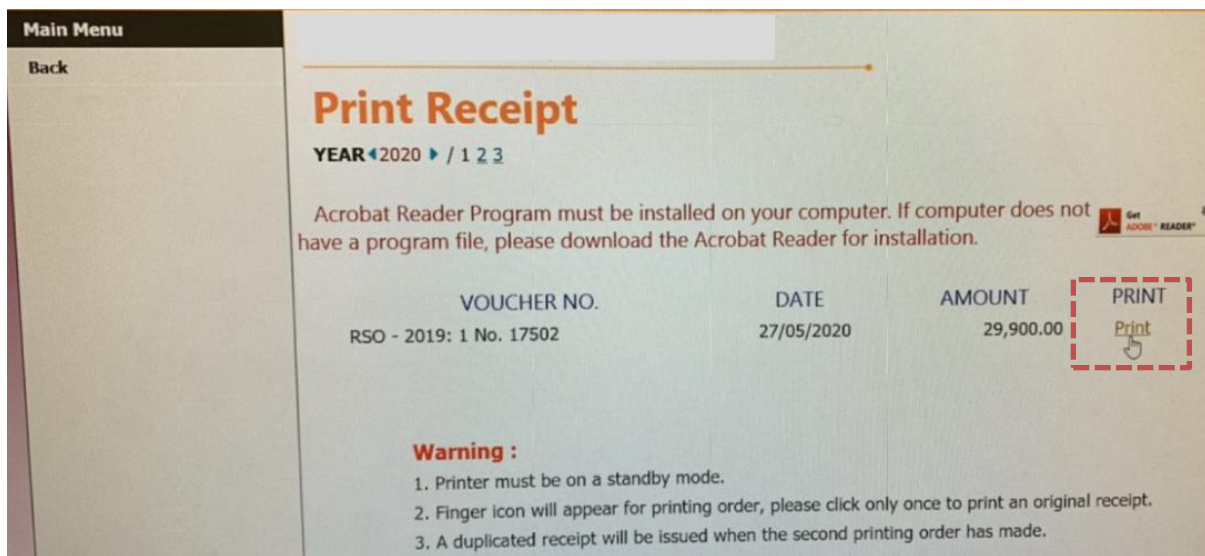 Main Menu
Back
Print Receipt
YEAR 2020 / 1 2 3
Acrobat Reader Program must be installed on your computer. If computer does not
have a program file, please download the Acrobat Reader for installation.
Get
ADOBE® READER®
VOUCHER NO. DATE AMOUNT PRINT
RSO - 2019: 1 No. 17502 27/05/2020 29,900.00 Print
Warning :
1. Printer must be on a standby mode.
2. Finger icon will appear for printing order, please click only once to print an original receipt.
3. A duplicated receipt will be issued when the second printing order has made.